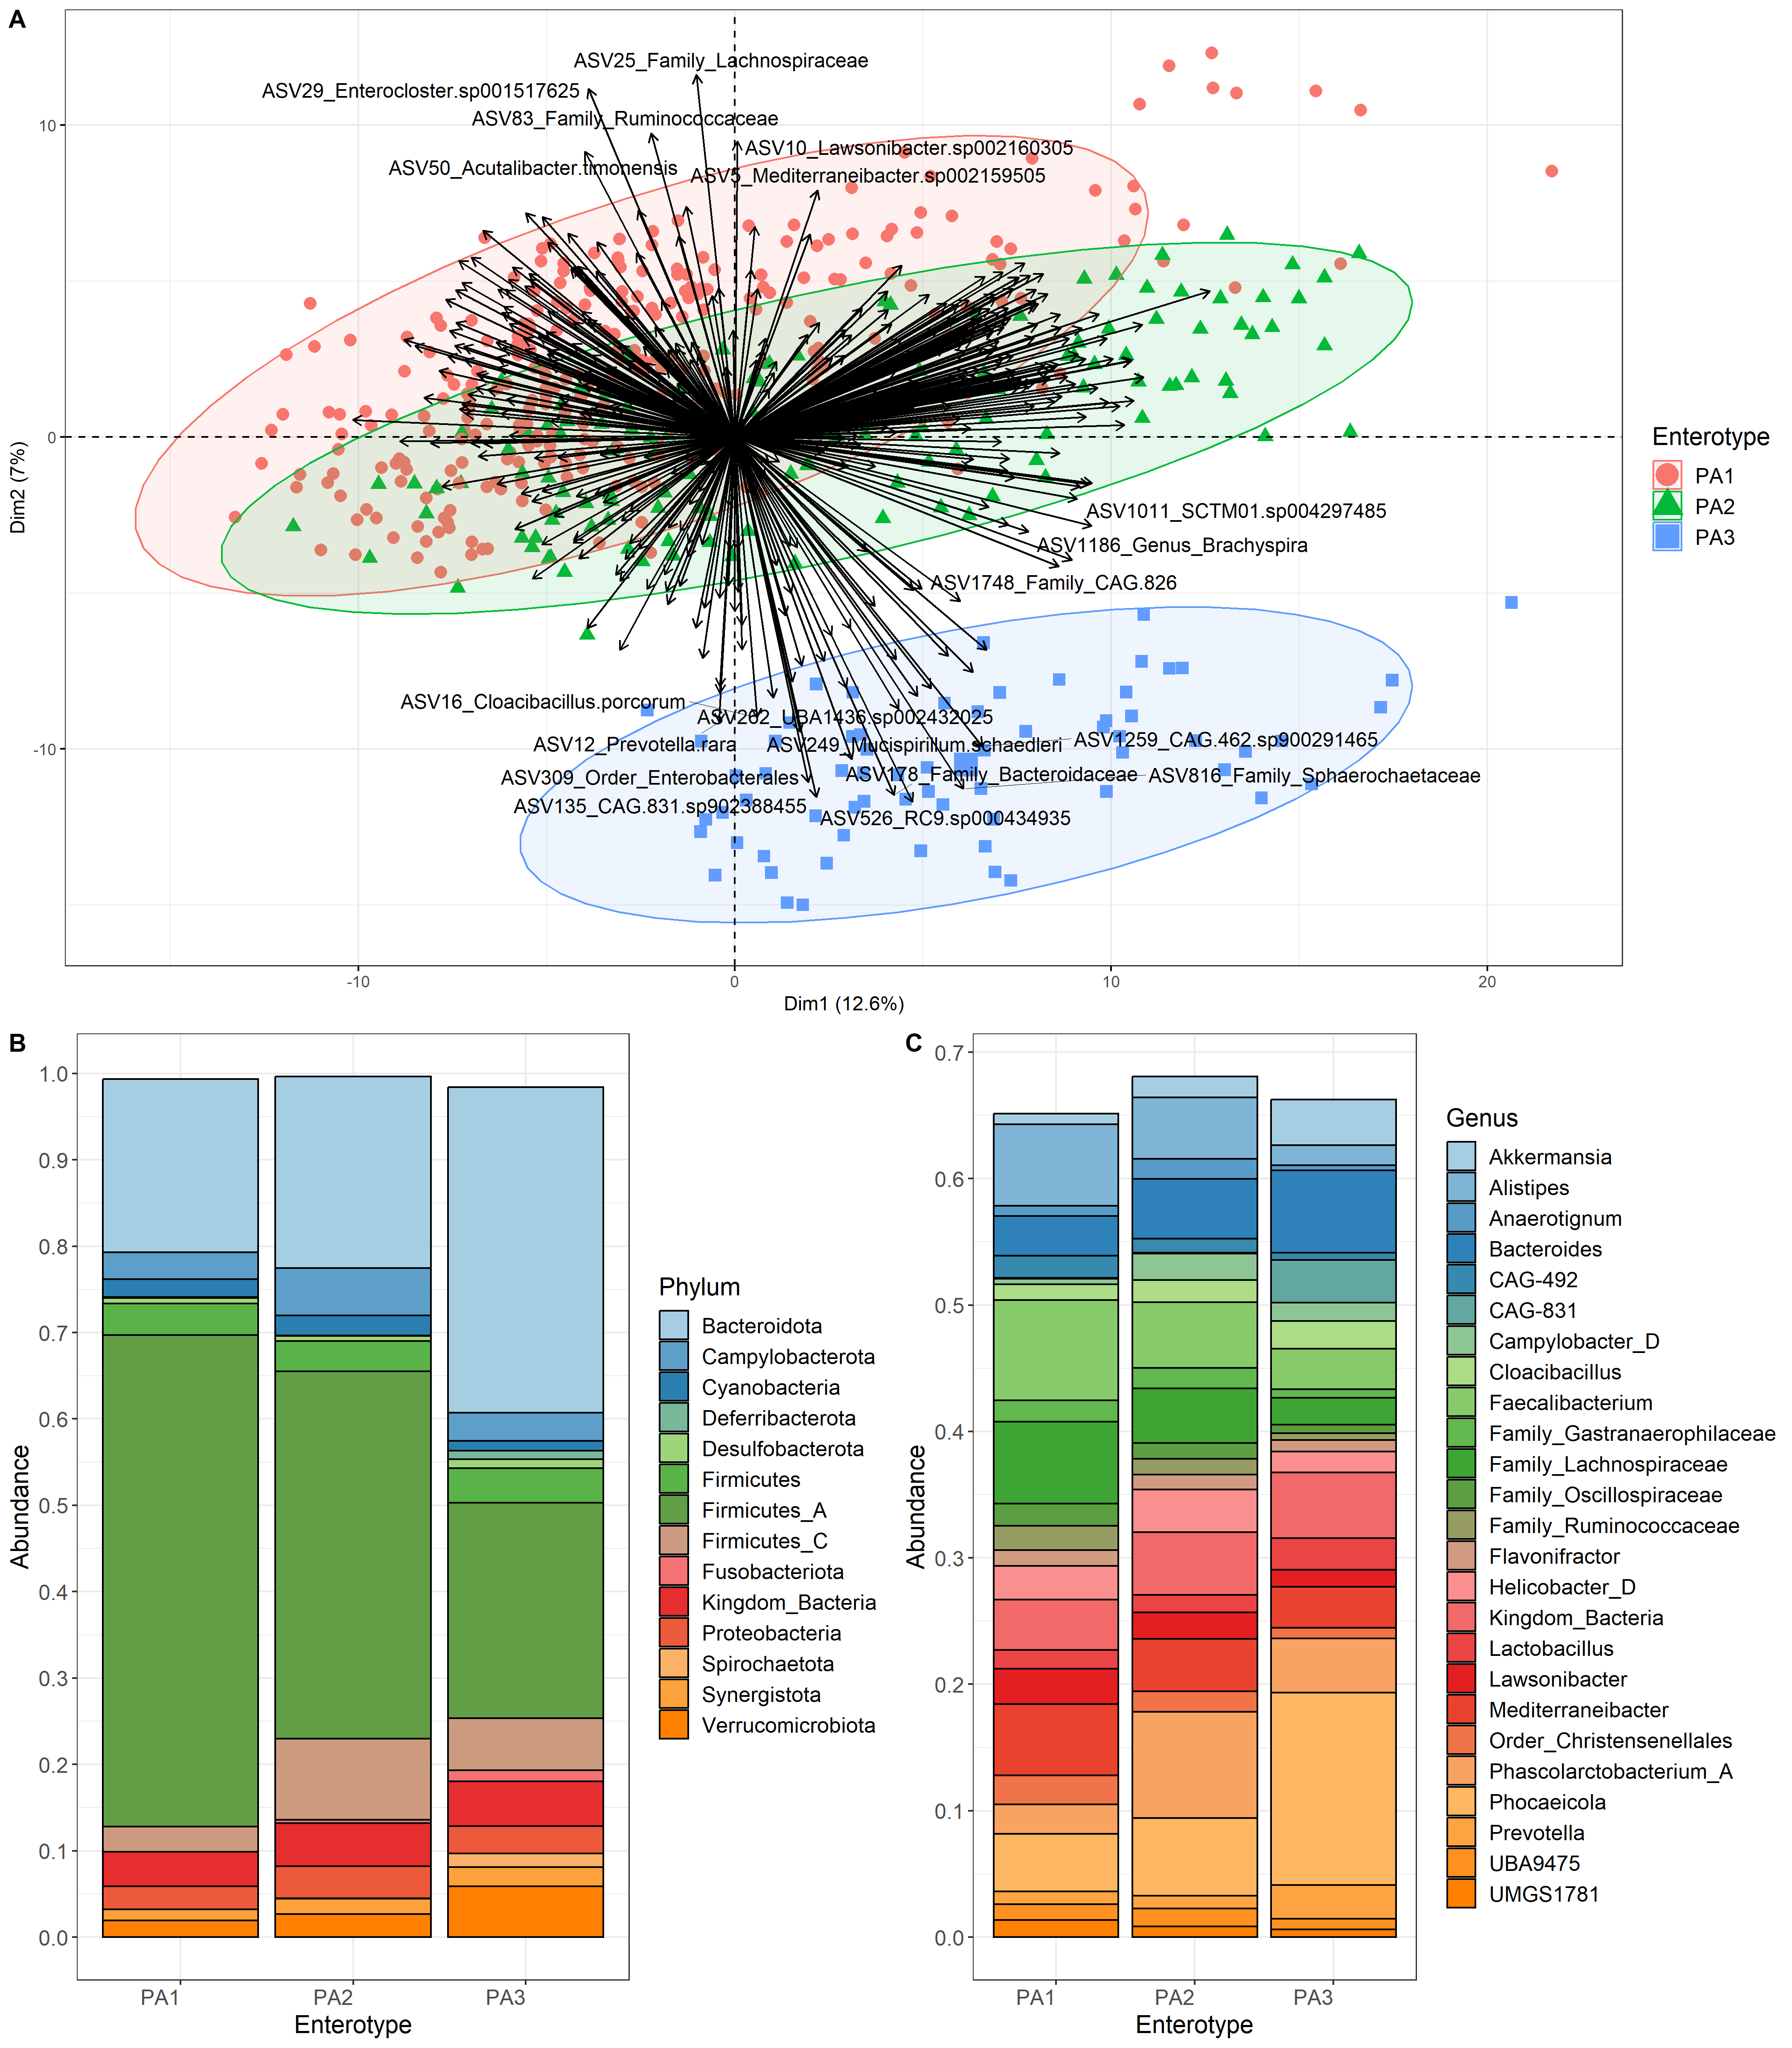 A
ASV25_Family_Lachnospiraceae
ASV29_Enterocloster.sp001517625
ASV83_Family_Ruminococcaceae
ASV10_Lawsonibacter.sp002160305
ASV50_Acutalibacter.timonensis
ASV5_Mediterraneibacter.sp002159505
ASV1011_SCTM01.sp004297485
ASV1186_Genus_Brachyspira
ASV1748_Family_CAG.826
ASV16_Cloacibacillus.porcorum
ASV262_UBA1436.sp002432025
ASV12_Prevotella.rara
ASV249_Mucispirillum.schaedleri
ASV1259_CAG.462.sp900291465
ASV309_Order_Enterobacterales
ASV178_Family_Bacteroidaceae
ASV816_Family_Sphaerochaetaceae
ASV135_CAG.831.sp902388455
ASV526_RC9.sp000434935
10
0
-10
Dim2 (7%)
-10
0
10
20
Dim1 (12.6%)
Enterotype
PA1
PA2
PA3
B
1.0
0.9
0.8
0.7
0.6
0.5
0.4
0.3
0.2
0.1
0.0
Abundance
PA1
PA2
PA3
Enterotype
Phylum
Bacteroidota
Campylobacterota
Cyanobacteria
Deferribacterota
Desulfobacterota
Firmicutes
Firmicutes_A
Firmicutes_C
Fusobacteriota
Kingdom_Bacteria
Proteobacteria
Spirochaetota
Synergistota
Verrucomicrobiota
C
0.7
0.6
0.5
0.4
0.3
0.2
0.1
0.0
Abundance
PA1
PA2
PA3
Enterotype
Genus
Akkermansia
Alistipes
Anaerotignum
Bacteroides
CAG-492
CAG-831
Campylobacter_D
Cloacibacillus
Faecalibacterium
Family_Gastranaerophilaceae
Family_Lachnospiraceae
Family_Oscillospiraceae
Family_Ruminococcaceae
Flavonifractor
Helicobacter_D
Kingdom_Bacteria
Lactobacillus
Lawsonibacter
Mediterraneibacter
Order_Christensenellales
Phascolarctobacterium_A
Phocaeicola
Prevotella
UBA9475
UMGS1781